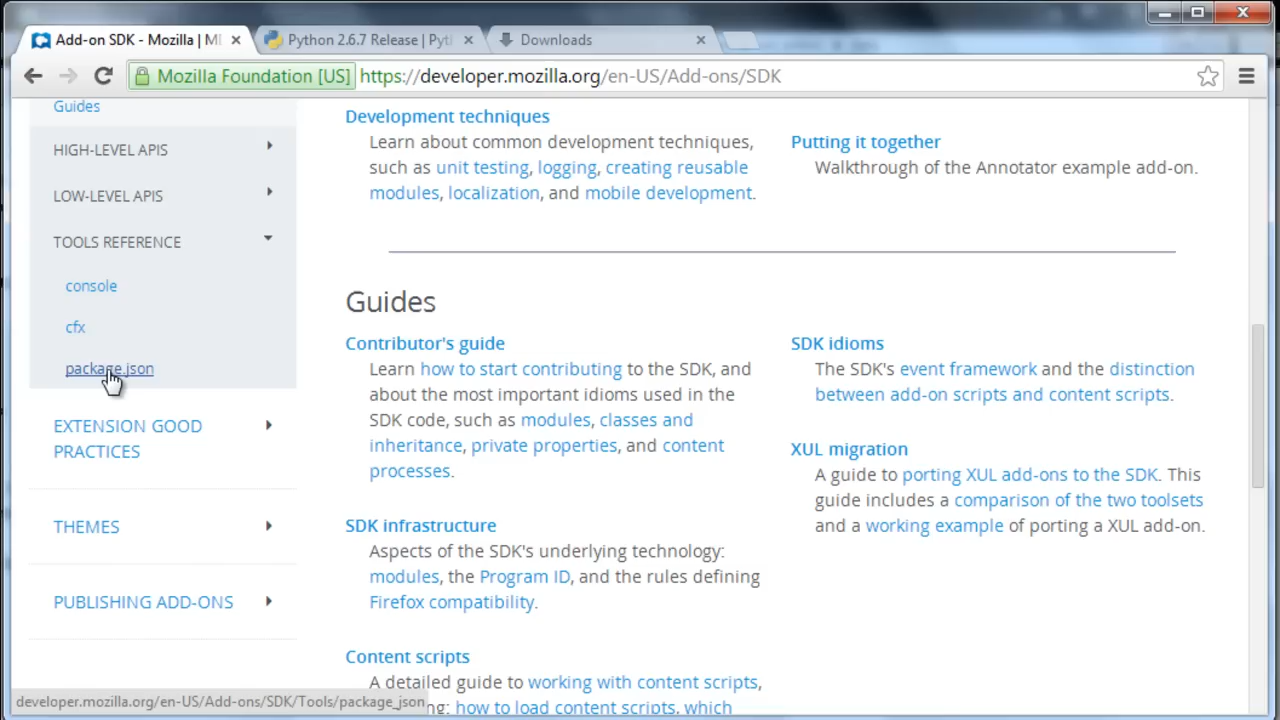 Add-on SDK - Mozilla | MI
Python 2.6.7 Release | Pytl
Downloads
Mozilla Foundation [US]
https://developer.mozilla.org/en-US/Add-ons/SDK
Guides
HIGH-LEVEL APIS
LOW-LEVEL APIS
TOOLS REFERENCE
console
cfx
package.json
EXTENSION GOOD
PRACTICES
THEMES
PUBLISHING ADD-ONS
developer.mozilla.org/en-US/Add-ons/SDK/Tools/package_json
Development techniques
Learn about common development techniques,
such as unit testing, logging, creating reusable
modules, localization, and mobile development.
Putting it together
Walkthrough of the Annotator example add-on.
Guides
Contributor's guide
Learn how to start contributing to the SDK, and
about the most important idioms used in the
SDK code, such as modules, classes and
inheritance, private properties, and content
processes.
SDK infrastructure
Aspects of the SDK's underlying technology:
modules, the Program ID, and the rules defining
Firefox compatibility.
Content scripts
A detailed guide to working with content scripts,
how to load content scripts, which
SDK idioms
The SDK's event framework and the distinction
between add-on scripts and content scripts.
XUL migration
A guide to porting XUL add-ons to the SDK. This
guide includes a comparison of the two toolsets
and a working example of porting a XUL add-on.